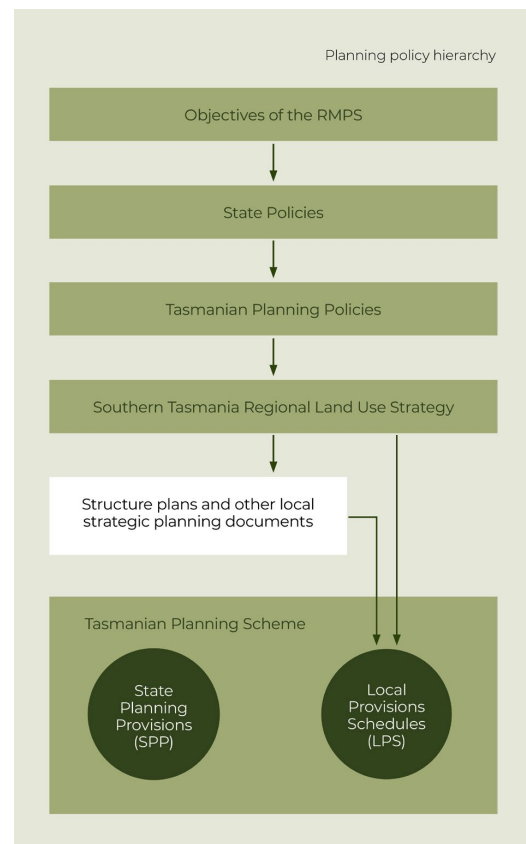 Planning policy hierarchy
Objectives of the RMPS
State Policies
Tasmanian Planning Policies
Southern Tasmania Regional Land Use Strategy
Structure plans and other local
strategic planning documents
Tasmanian Planning Scheme
State
Planning
Provisions
(SPP)
Local
Provisions
Schedules
(LPS)